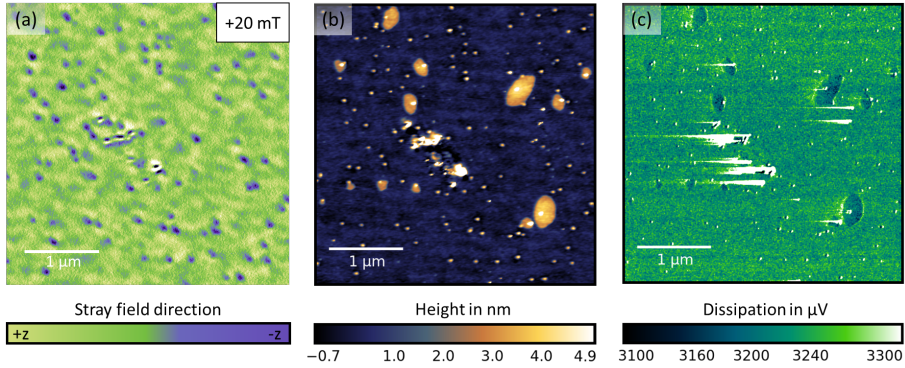 (a)
+20 mT
(b)
(c)
1 μm
1 μm
1 μm
Stray field direction
Height in nm
Dissipation in μV
+z
-z
−0.7 1.0 2.0 3.0 4.0 4.9
3100 3160 3200 3240 3300